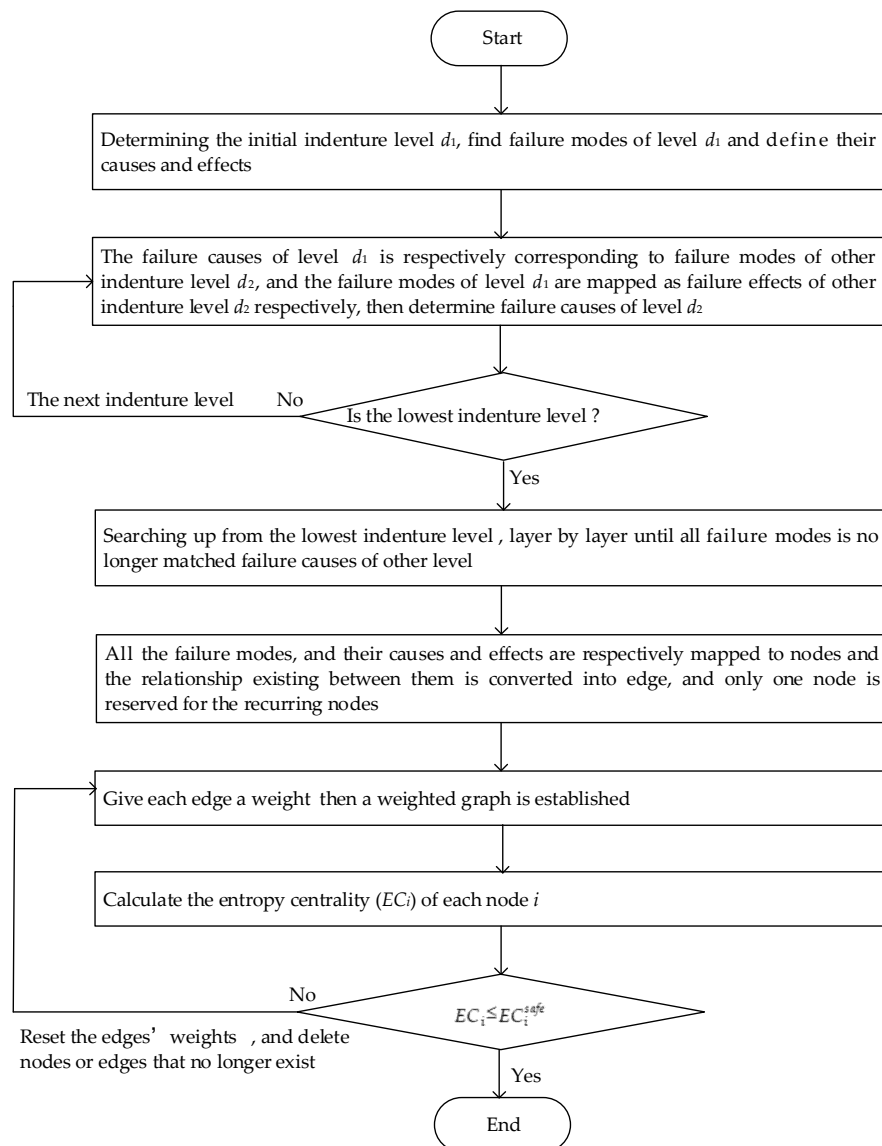 Start
Determining the initial indenture level d1, find failure modes of level d1 and define their
causes and effects
The failure causes of level d1 is respectively corresponding to failure modes of other
indenture level d2, and the failure modes of level d1 are mapped as failure effects of other
indenture level d2 respectively, then determine failure causes of level d2
The next indenture level No
Is the lowest indenture level ?
Yes
Searching up from the lowest indenture level , layer by layer until all failure modes is no
longer matched failure causes of other level
All the failure modes, and their causes and effects are respectively mapped to nodes and
the relationship existing between them is converted into edge, and only one node is
reserved for the recurring nodes
Give each edge a weight then a weighted graph is established
Calculate the entropy centrality (ECi) of each node i
No
ECi≦ECi^safe
Reset the edges’ weights , and delete
nodes or edges that no longer exist
Yes
End